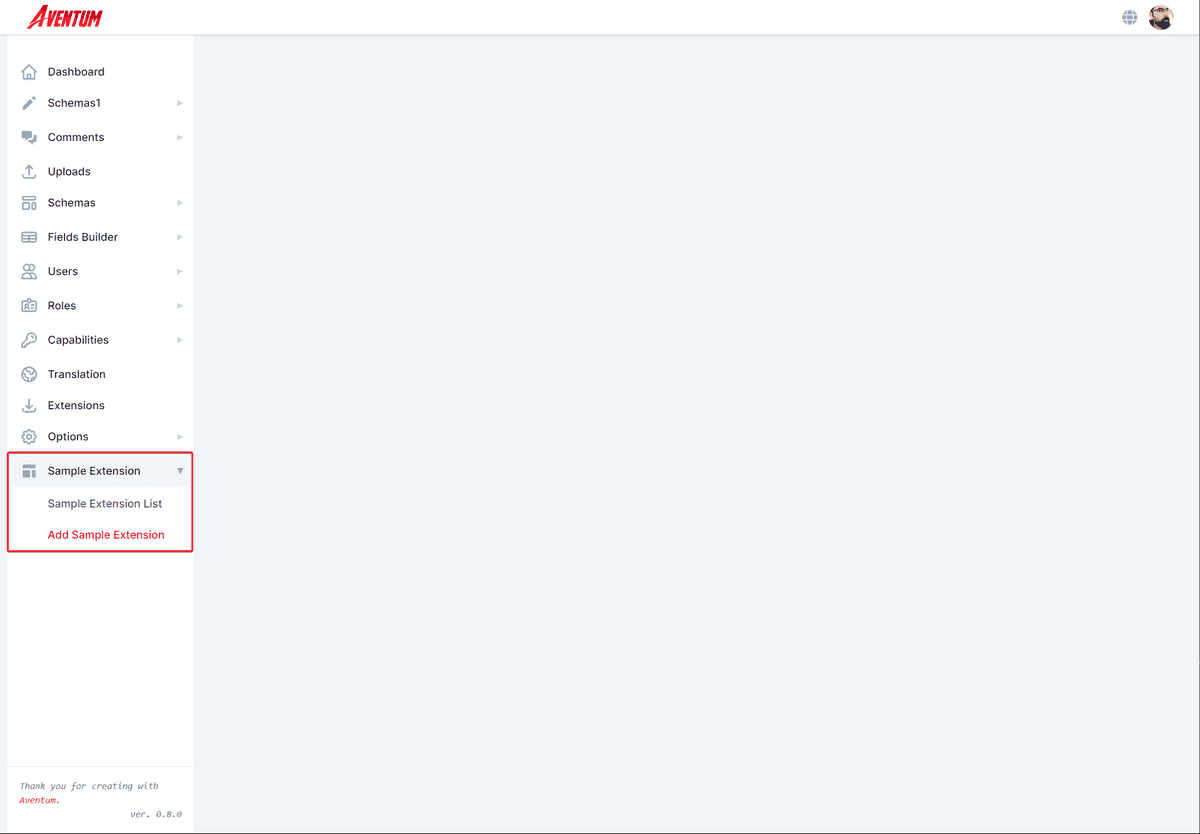 AVENTUM
Dashboard
Schemas1
Comments
Uploads
Schemas
Fields Builder
Users
Roles
Capabilities
Translation
Extensions
Options
Sample Extension
Sample Extension List
Add Sample Extension
Thank you for creating with
Aventum.
ver. 0.8.0